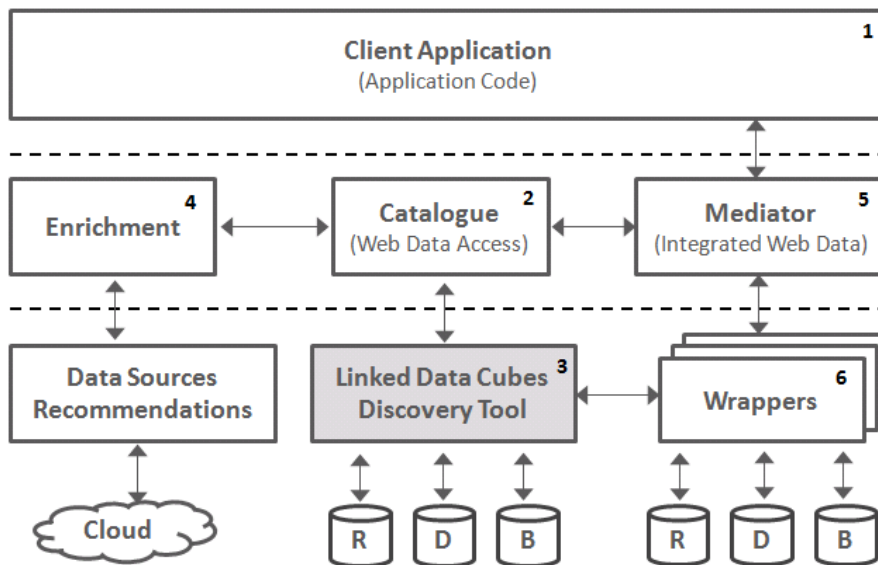 1
Client Application
(Application Code)
4
Enrichment
2
Catalogue
(Web Data Access)
5
Mediator
(Integrated Web Data)
Data Sources
Recommendations
3
Linked Data Cubes
Discovery Tool
6
Wrappers
Cloud
R
D
B
R
D
B